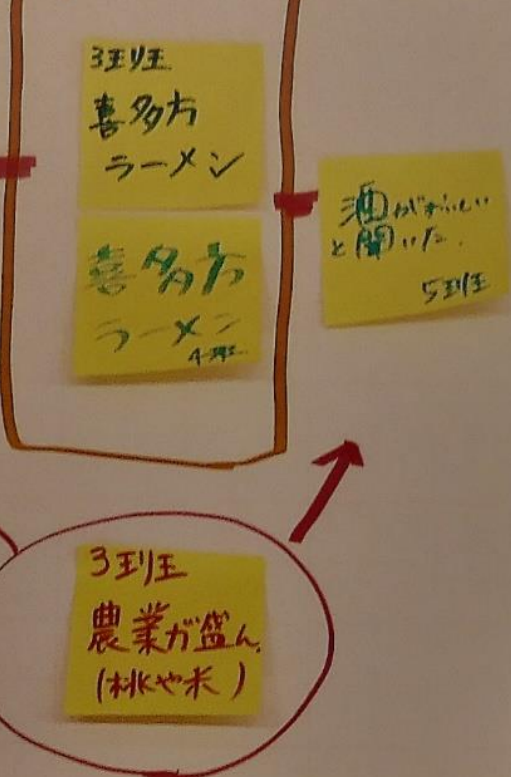 3班
喜多方
ラーメン
喜多方
ラーメン
4班
酒がおいしい
と聞いた.
5班
3班
農業が盛ん.
(桃や米)